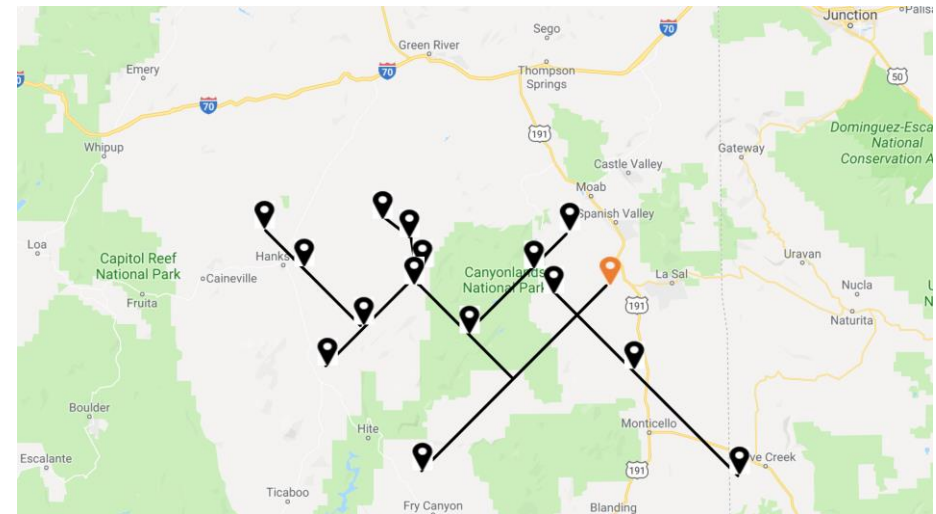 Junction
Palisa
Sego
70
Green River
70
Emery
Thompson
Springs
50
70
191
Dominguez-Esca
National
Conservation A
Whipup
Gateway
Castle Valley
Moab
Spanish Valley
Loa
Hanks
Capitol Reef
National Park
Caineville
Canyonlands
National Park
La Sal
Uravan
Nucla
Fruita
191
Naturita
Boulder
Hite
Monticello
Escalante
191
ve Creek
Ticaboo
Fry Canyon
Blanding